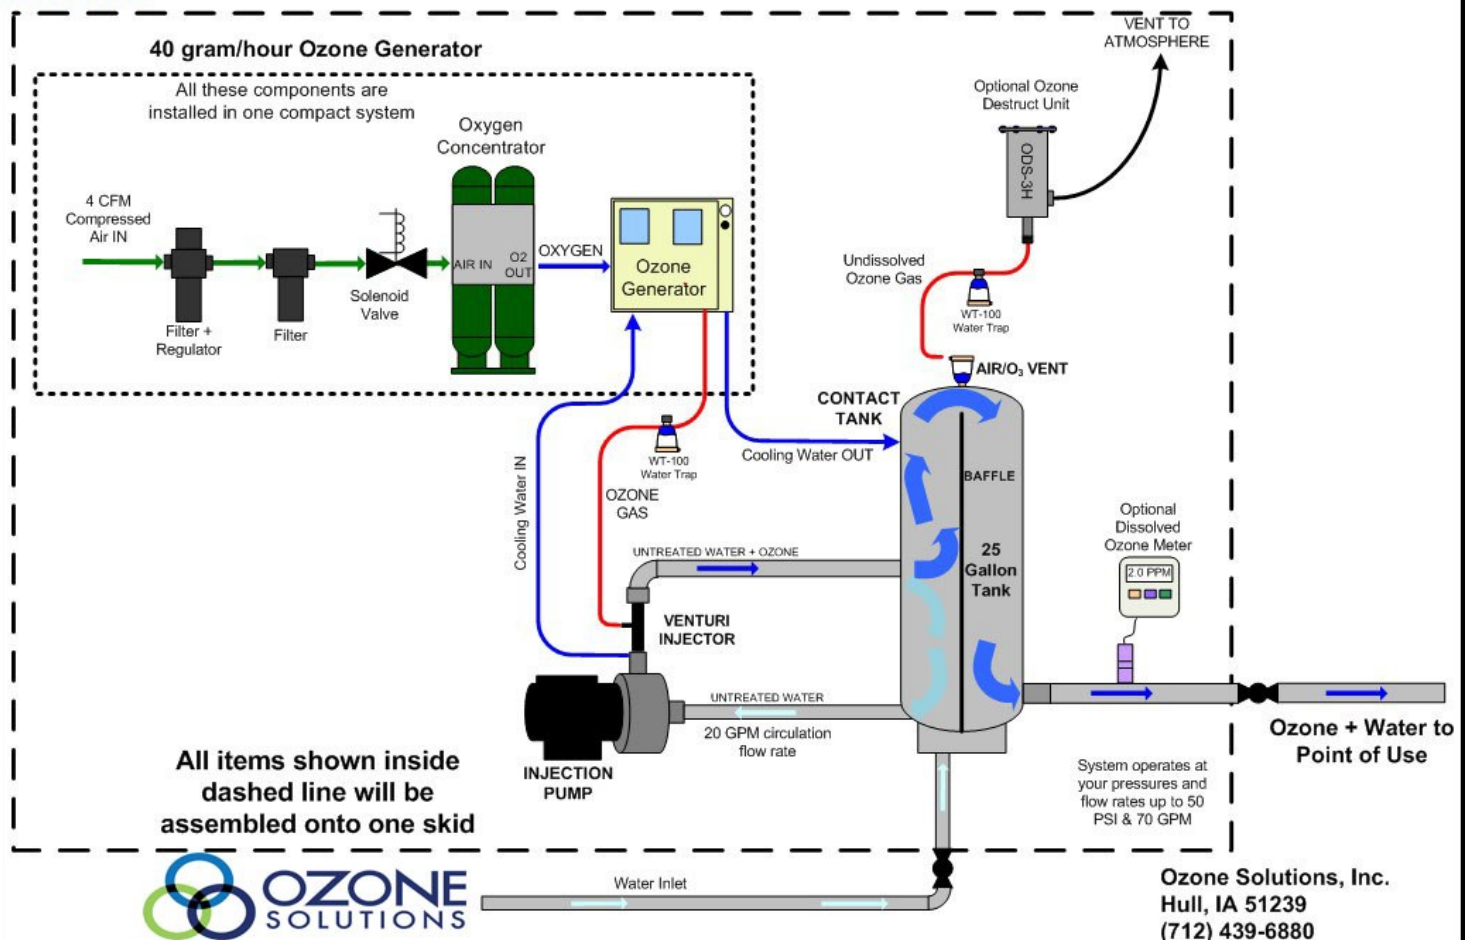 40 gram/hour Ozone Generator
All these components are
installed in one compact system
Oxygen
Concentrator
4 CFM
Compressed
Air IN
AIR IN
O2
OUT
OXYGEN
Ozone
Generator
Solenoid
Valve
Filter +
Regulator
Filter
VENT TO
ATMOSPHERE
Optional Ozone
Destruct Unit
ODS-3H
Undissolved
Ozone Gas
WT-100
Water Trap
AIR/O₃ VENT
CONTACT
TANK
Cooling Water OUT
WT-100
Water Trap
Cooling Water IN
OZONE
GAS
BAFFLE
25
Gallon
Tank
UNTREATED WATER + OZONE
VENTURI
INJECTOR
Optional
Dissolved
Ozone Meter
2.0 PPM
UNTREATED WATER
20 GPM circulation
flow rate
INJECTION
PUMP
Ozone + Water to
Point of Use
System operates at
your pressures and
flow rates up to 50
PSI & 70 GPM
All items shown inside
dashed line will be
assembled onto one skid
OZONE
SOLUTIONS
Water Inlet
Ozone Solutions, Inc.
Hull, IA 51239
(712) 439-6880